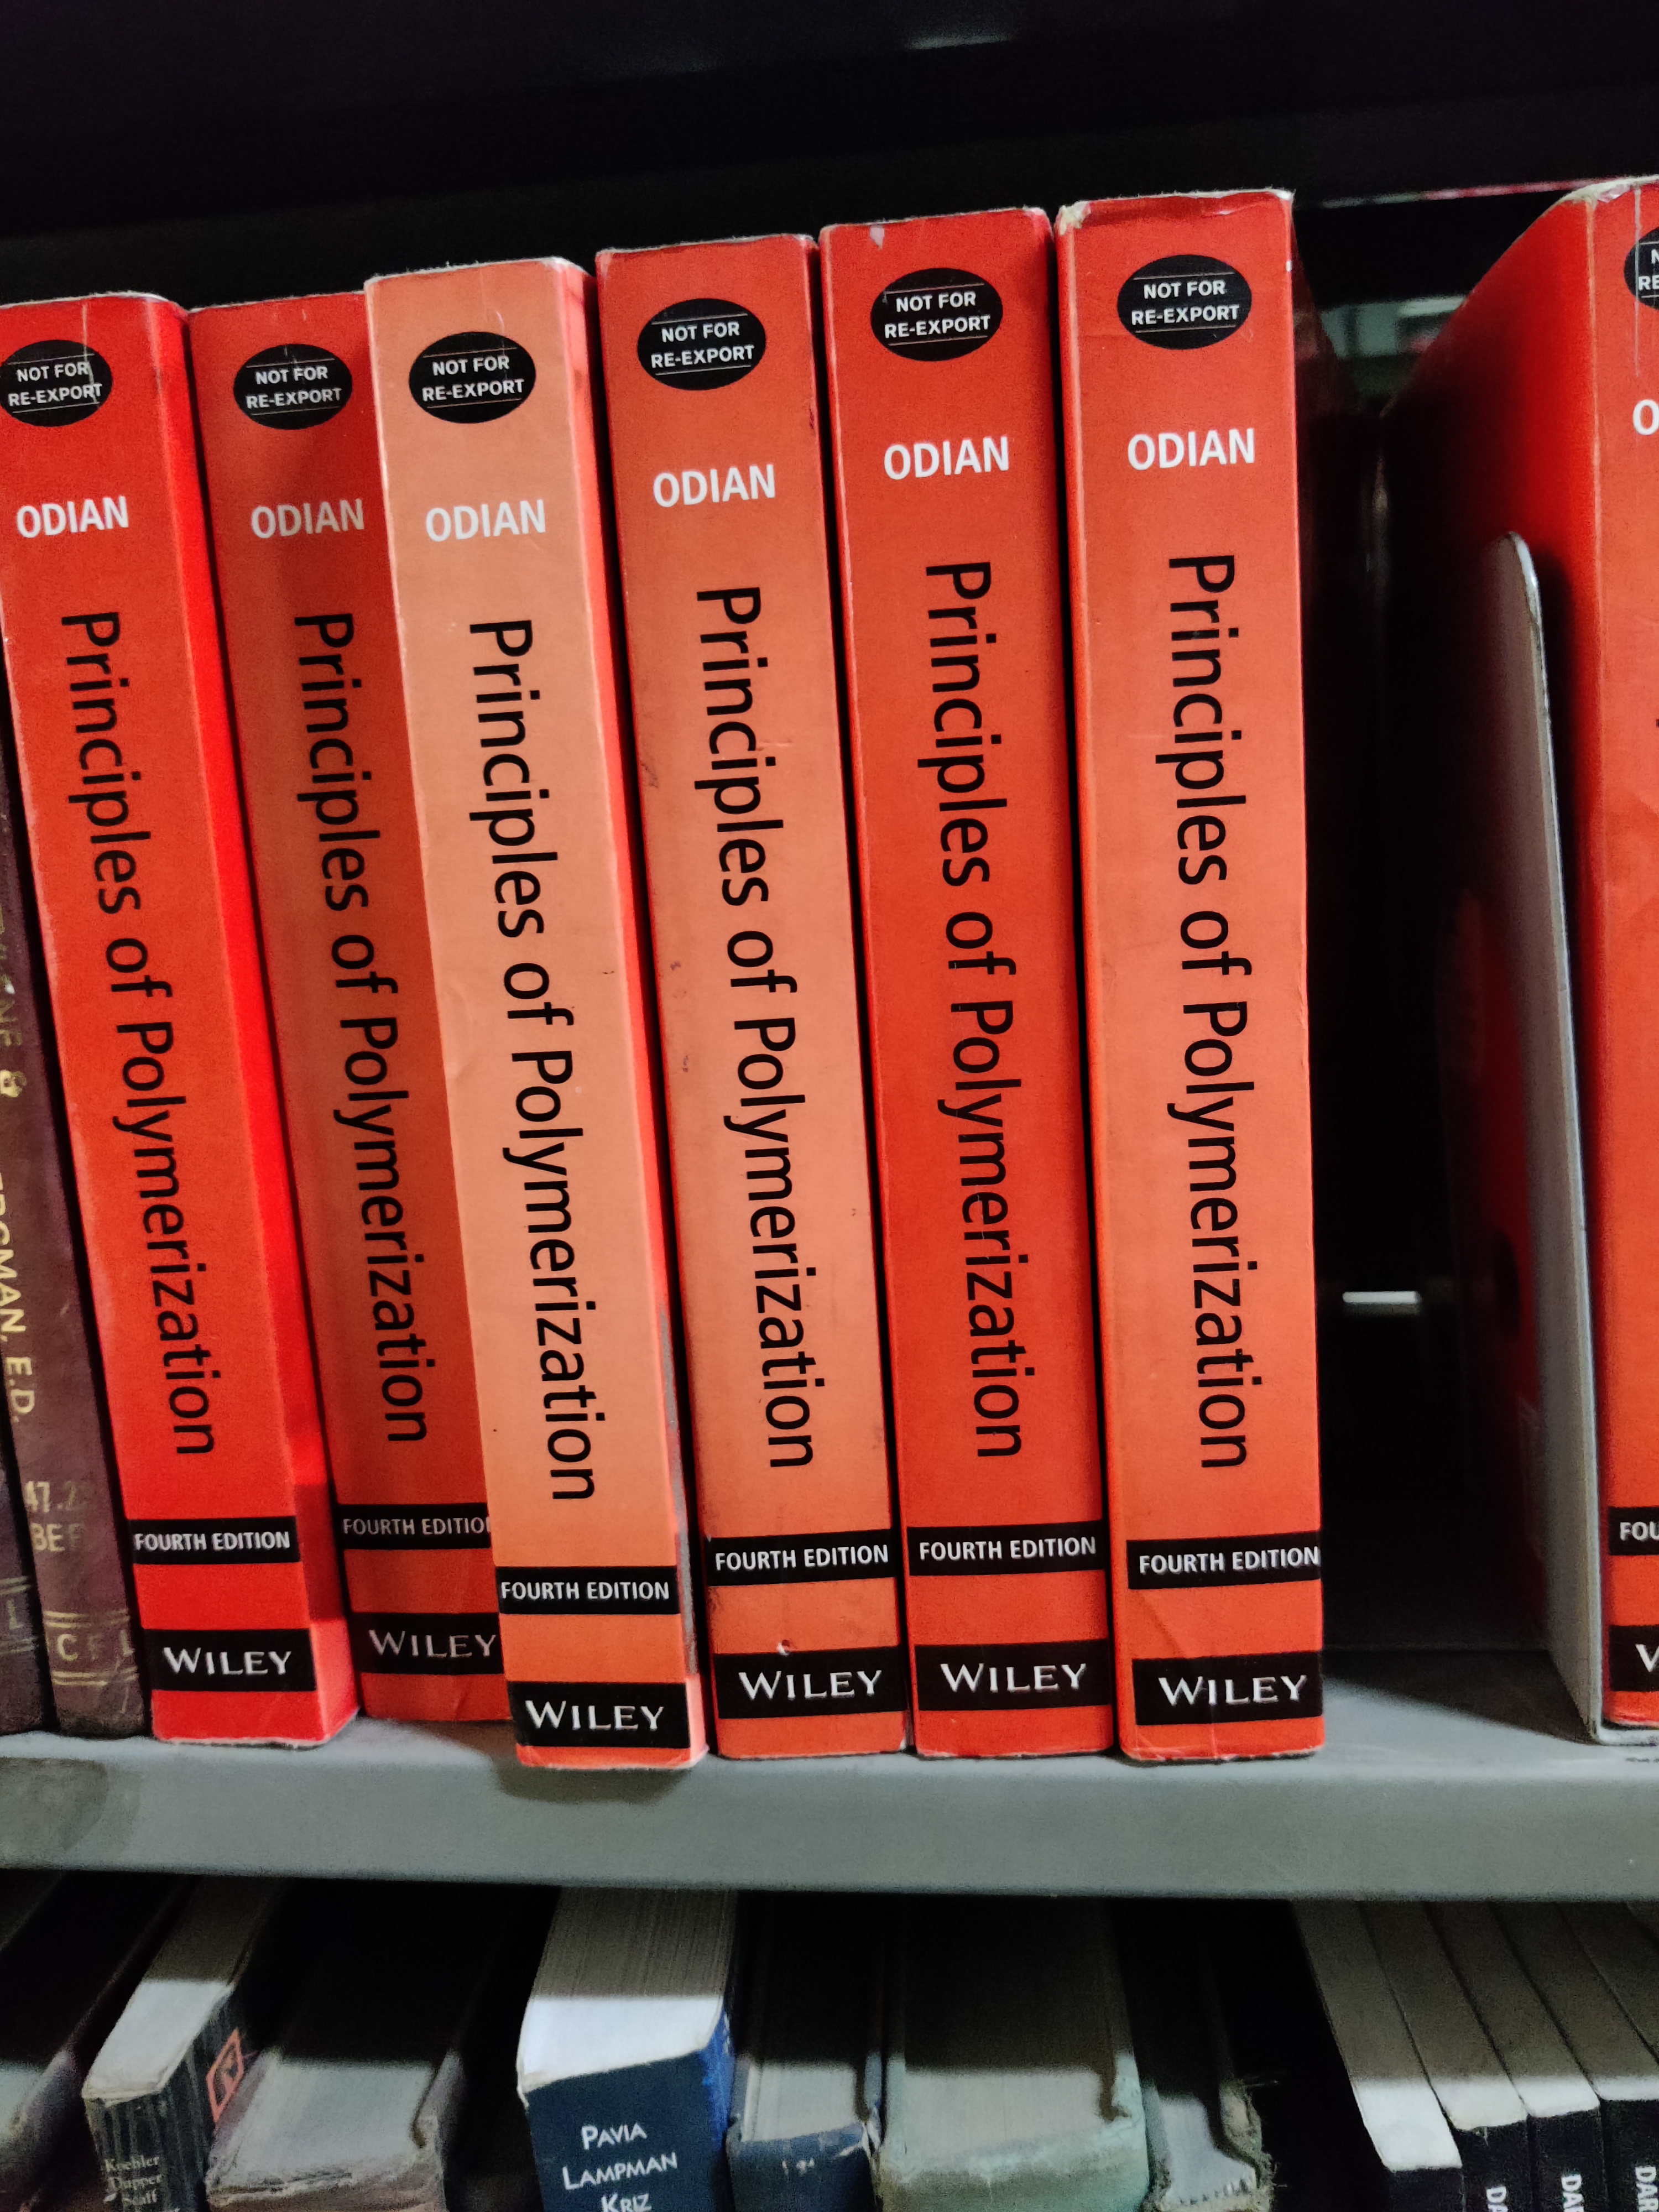 NOT FOR
RE-EXPORT
ODIAN
Principles of Polymerization
FOURTH EDITION
WILEY
NOT FOR
RE-EXPORT
ODIAN
Principles of Polymerization
FOURTH EDITION
WILEY
NOT FOR
RE-EXPORT
ODIAN
Principles of Polymerization
FOURTH EDITION
WILEY
NOT FOR
RE-EXPORT
ODIAN
Principles of Polymerization
FOURTH EDITION
WILEY
NOT FOR
RE-EXPORT
ODIAN
Principles of Polymerization
FOURTH EDITION
WILEY
NOT FOR
RE-EXPORT
ODIAN
Principles of Polymerization
FOURTH EDITION
WILEY
E.D.
PAVIA
LAMPMAN
KRIZ